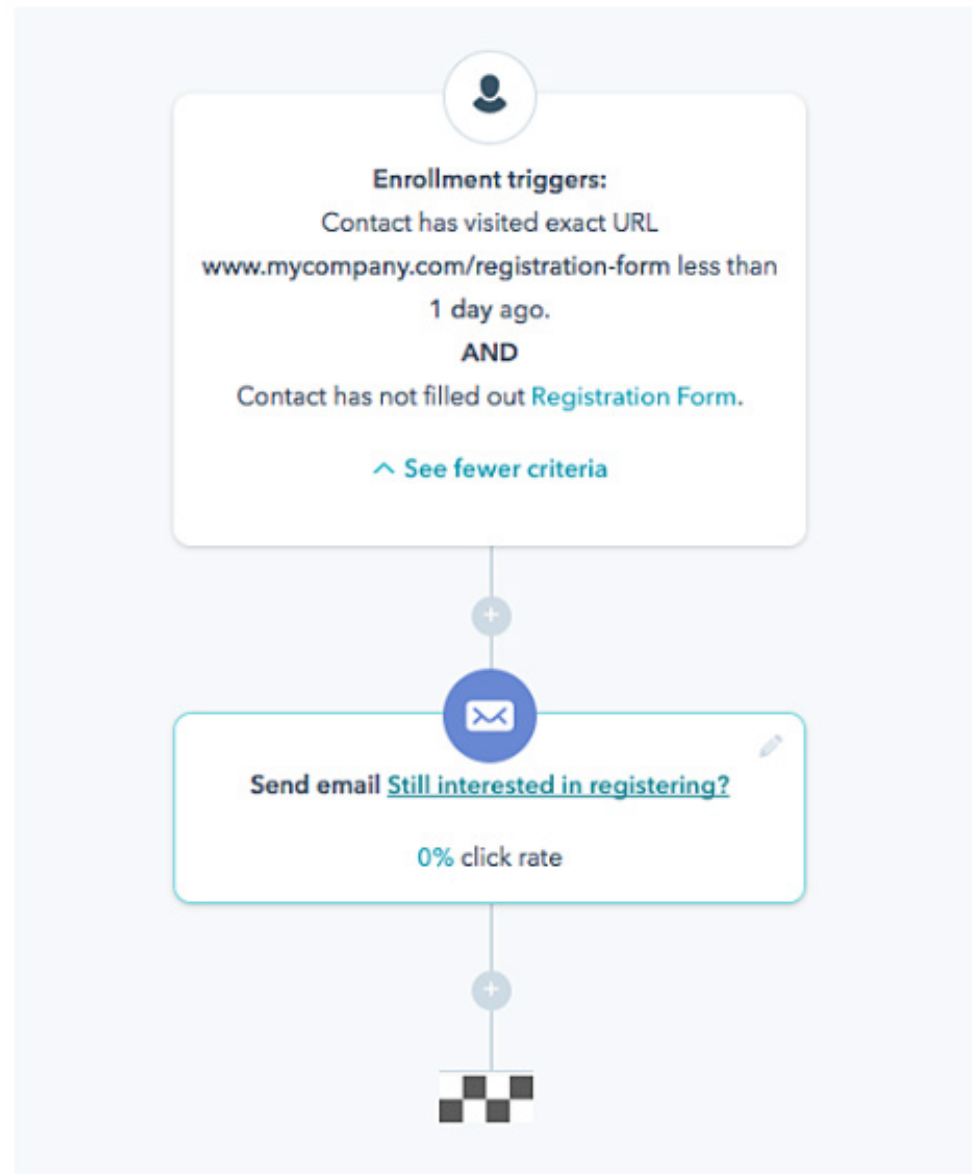 Enrollment triggers:
Contact has visited exact URL
www.mycompany.com/registration-form less than
1 day ago.
AND
Contact has not filled out Registration Form.
See fewer criteria
Send email Still interested in registering?
0% click rate